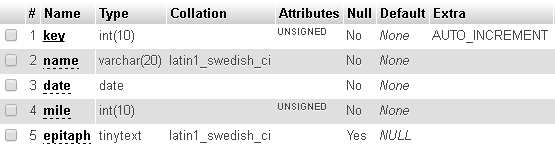 # Name Type Collation Attributes Null Default Extra
1 key int(10) UNSIGNED No None AUTO_INCREMENT
2 name varchar(20) latin1_swedish_ci No None
3 date date No None
4 mile int(10) UNSIGNED No None
5 epitaph tinytext latin1_swedish_ci Yes NULL